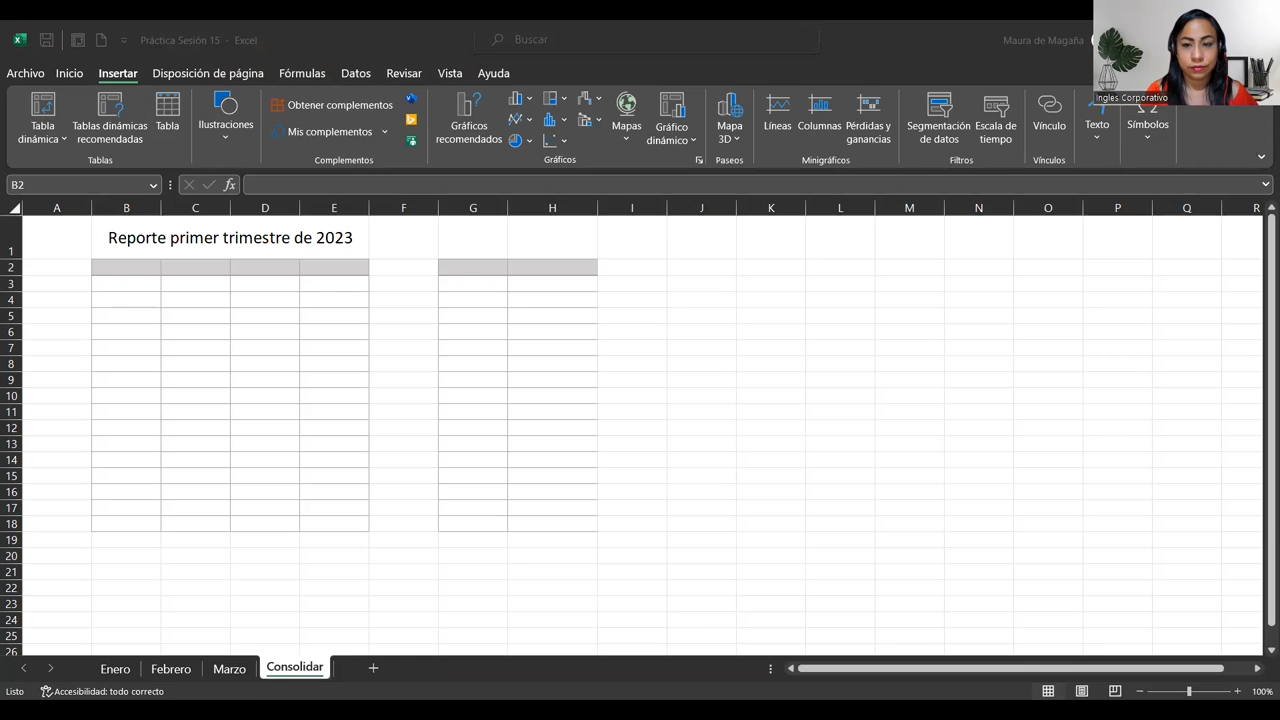 Práctica Sesión 15 - Excel
Buscar
Maura de Magaña
Ingles Corporativo
Archivo Inicio Insertar Disposición de página Fórmulas Datos Revisar Vista Ayuda
Tabla dinámica
Tablas dinámicas recomendadas
Tabla
Tablas
Ilustraciones
Obtener complementos
Mis complementos
Complementos
Gráficos recomendados
Mapas
Gráfico dinámico
Gráficos
Mapa 3D
Paseos
Líneas
Columnas
Pérdidas y ganancias
Minigráficos
Segmentación de datos
Escala de tiempo
Filtros
Vínculo
Vínculos
Texto
Símbolos
B2
fx
A B C D E F G H I J K L M N O P Q R
1
Reporte primer trimestre de 2023
2
3
4
5
6
7
8
9
10
11
12
13
14
15
16
17
18
19
20
21
22
23
24
25
26
Enero Febrero Marzo Consolidar
Listo
Accesibilidad: todo correcto
100%